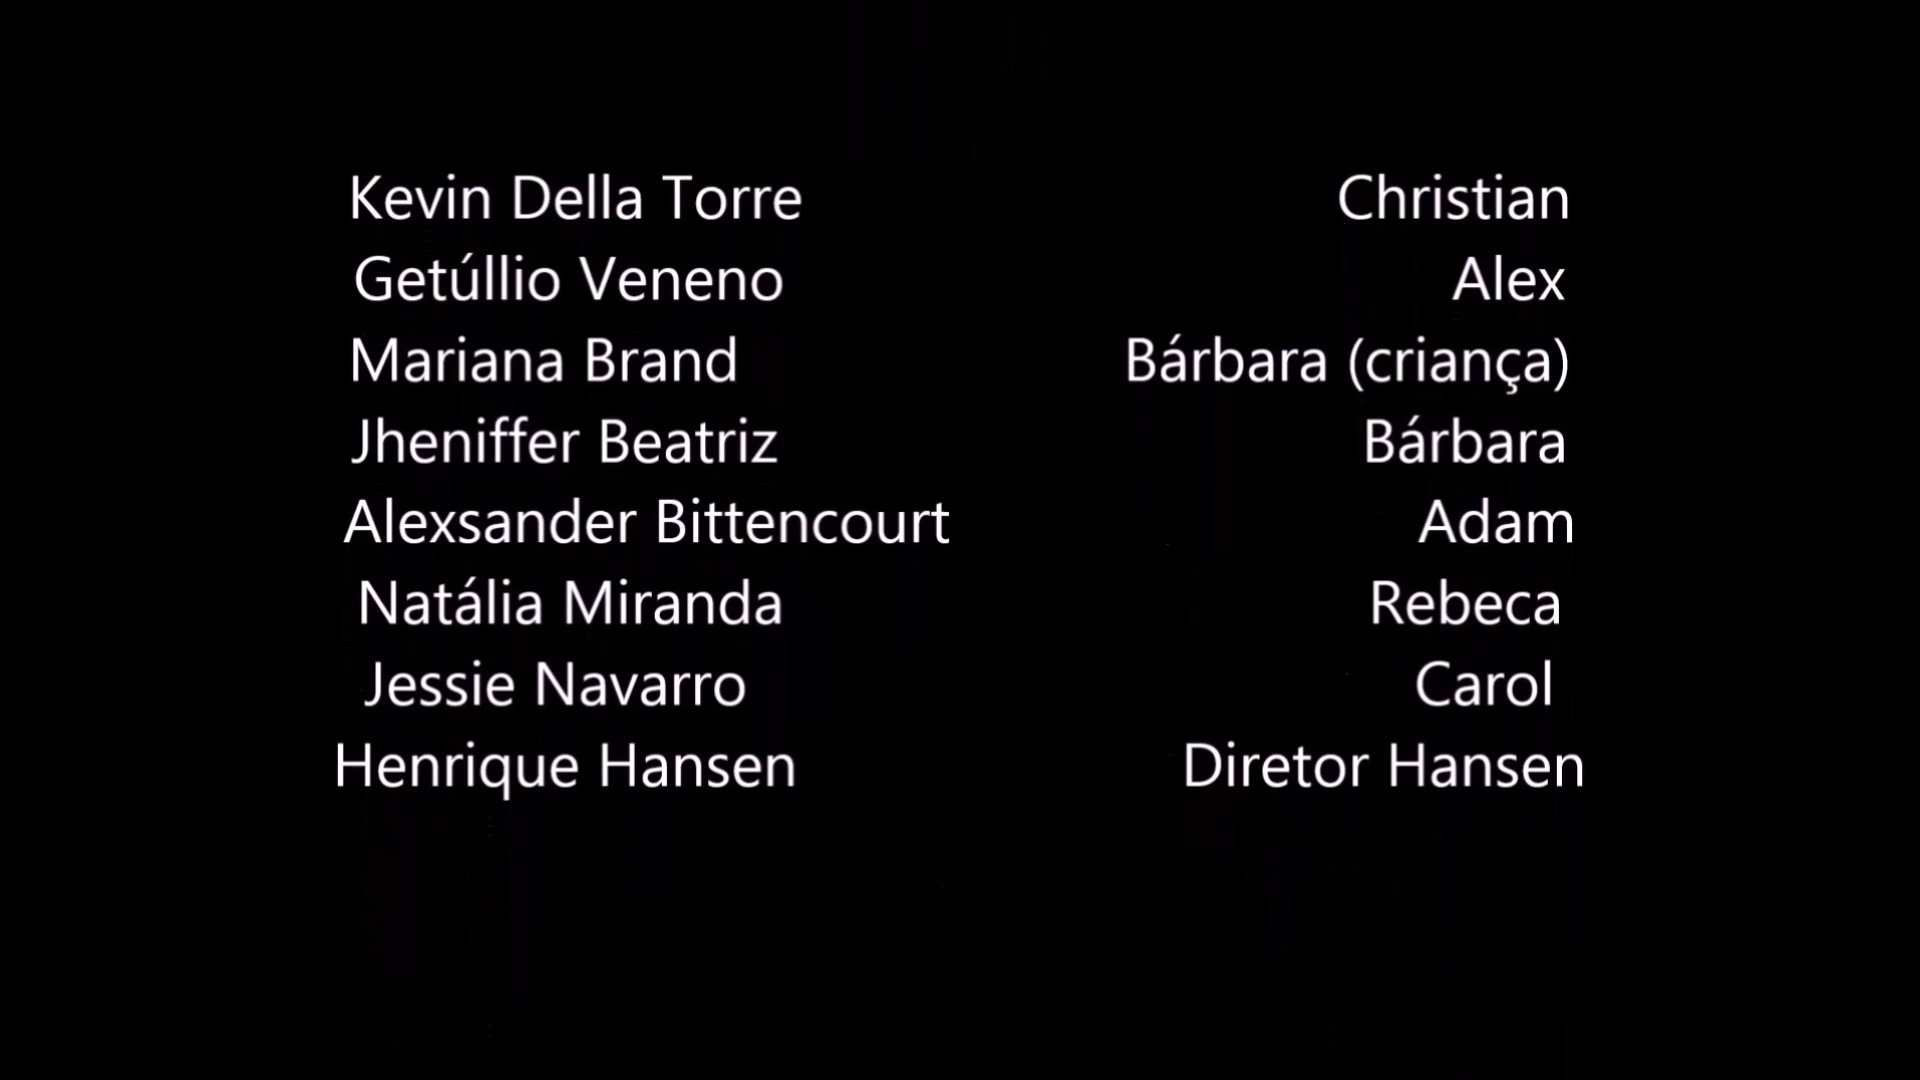 Kevin Della Torre Christian
Getúllio Veneno Alex
Mariana Brand Bárbara (criança)
Jheniffer Beatriz Bárbara
Alexsander Bittencourt Adam
Natália Miranda Rebeca
Jessie Navarro Carol
Henrique Hansen Diretor Hansen